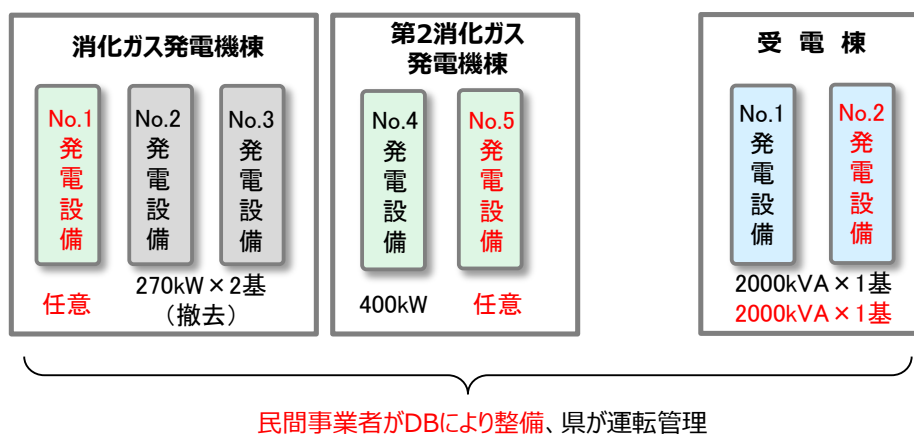 消化ガス発電機棟
No.1発電設備
No.2発電設備
No.3発電設備
任意
270kW×2基
（撤去）
第2消化ガス
発電機棟
No.4発電設備
No.5発電設備
400kW
任意
受電棟
No.1発電設備
No.2発電設備
2000kVA×1基
2000kVA×1基
民間事業者がDBにより整備、県が運転管理